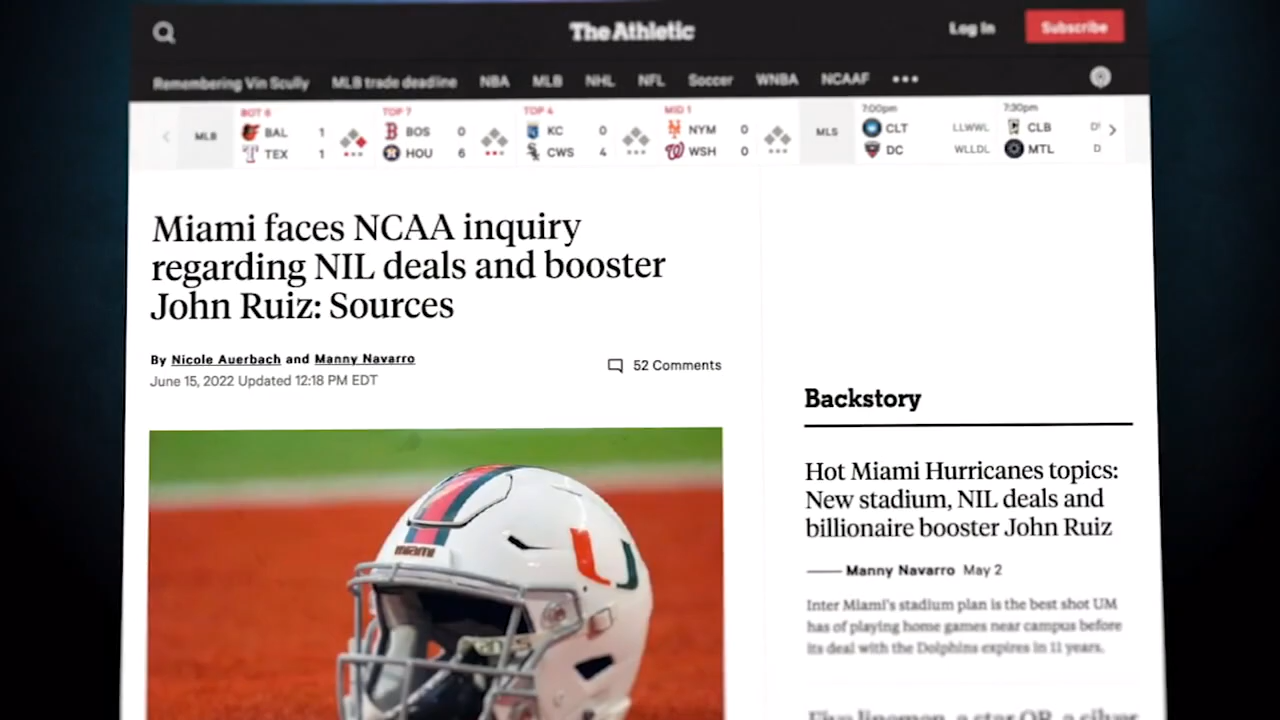 The Athletic
Log In
Subscribe
Remembering Vin Scully MLB trade deadline NBA MLB NHL NFL Soccer WNBA NCAAF •••
MLB
BOT 6
BAL 1
TEX 1
TOP 7
BOS 0
HOU 6
TOP 4
KC 0
CWS 4
MID 1
NYM 0
WSH 0
MLS
7:00pm
CLT LLWWL
DC WLLDL
7:30pm
CLB
MTL D
Miami faces NCAA inquiry
regarding NIL deals and booster
John Ruiz: Sources
By Nicole Auerbach and Manny Navarro
June 15, 2022 Updated 12:18 PM EDT
52 Comments
MIAMI
Backstory
Hot Miami Hurricanes topics:
New stadium, NIL deals and
billionaire booster John Ruiz
Manny Navarro May 2
Inter Miami's stadium plan is the best shot UM
has of playing home games near campus before
its deal with the Dolphins expires in 11 years.
Five linemen, a star QB, a silver